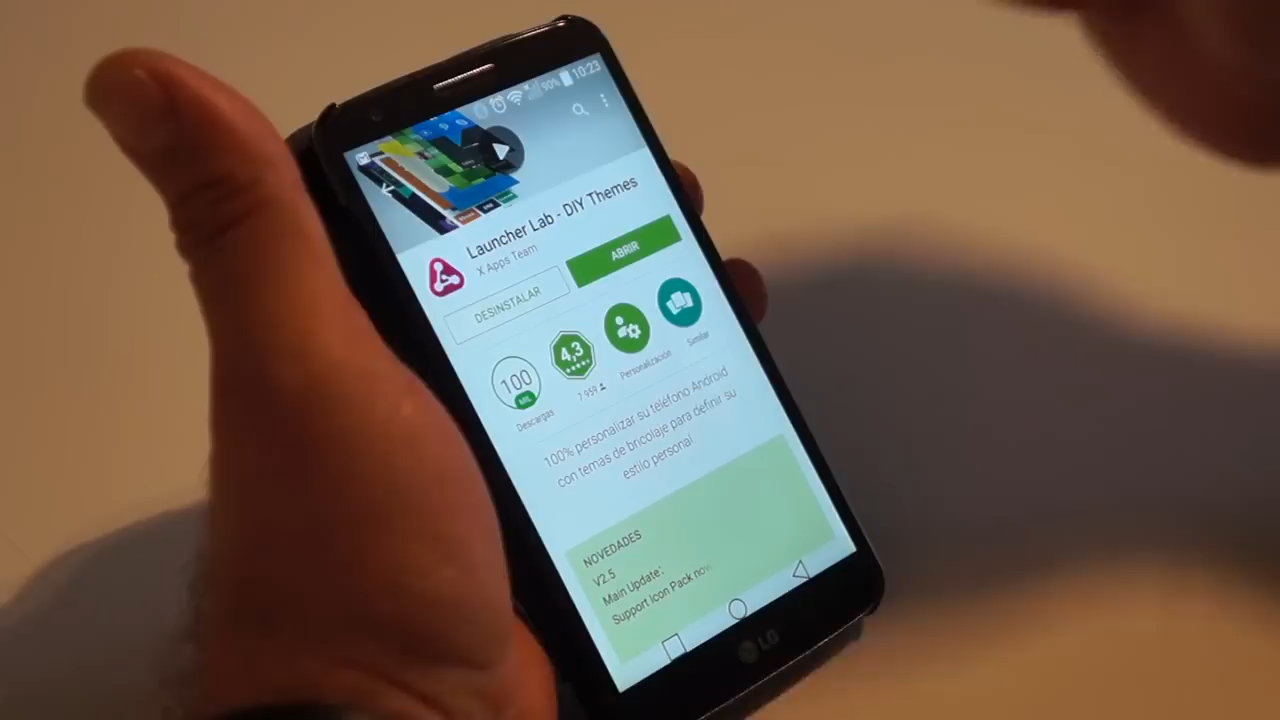 90% 10:23
Launcher Lab - DIY Themes
X Apps Team
DESINSTALAR
ABRIR
100
MIL
4,3
Descargas
7.959
Personalización
Similar
100% personalizar su teléfono Android
con temas de bricolaje para definir su
estilo personal
NOVEDADES
V2.5
Main Update:
Support Icon Pack now
LG